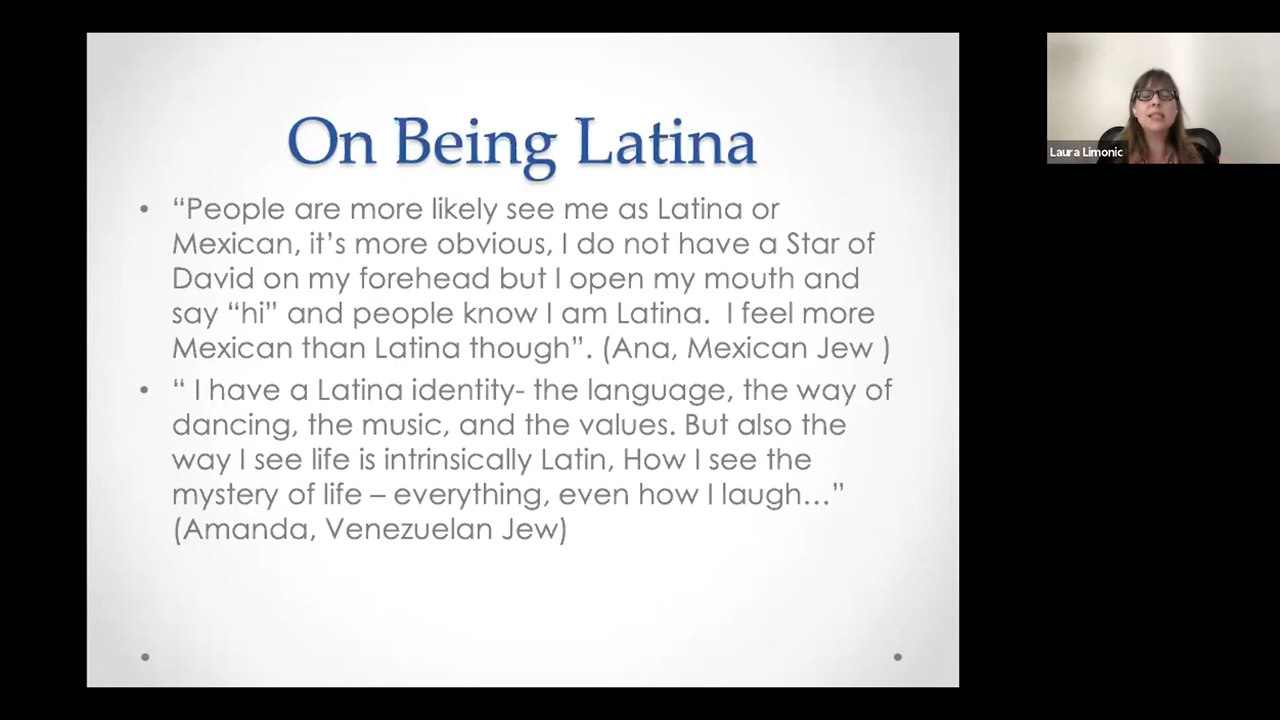 On Being Latina
• “People are more likely see me as Latina or
Mexican, it’s more obvious, I do not have a Star of
David on my forehead but I open my mouth and
say “hi” and people know I am Latina.  I feel more
Mexican than Latina though”. (Ana, Mexican Jew )
• “ I have a Latina identity- the language, the way of
dancing, the music, and the values. But also the
way I see life is intrinsically Latin, How I see the
mystery of life – everything, even how I laugh…”
(Amanda, Venezuelan Jew)
Laura Limonic